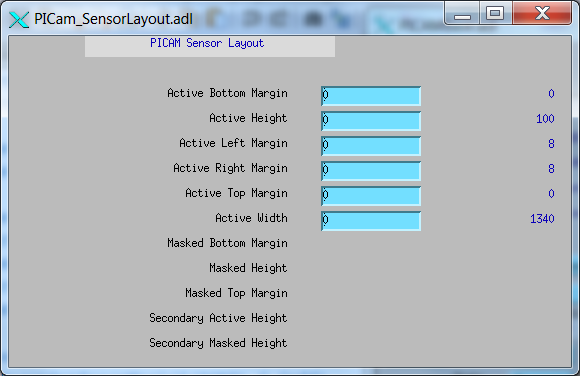 PICam_SensorLayout.adl
PICAM Sensor Layout
Active Bottom Margin 0 0
Active Height 0 100
Active Left Margin 0 8
Active Right Margin 0 8
Active Top Margin 0 0
Active Width 0 1340
Masked Bottom Margin
Masked Height
Masked Top Margin
Secondary Active Height
Secondary Masked Height